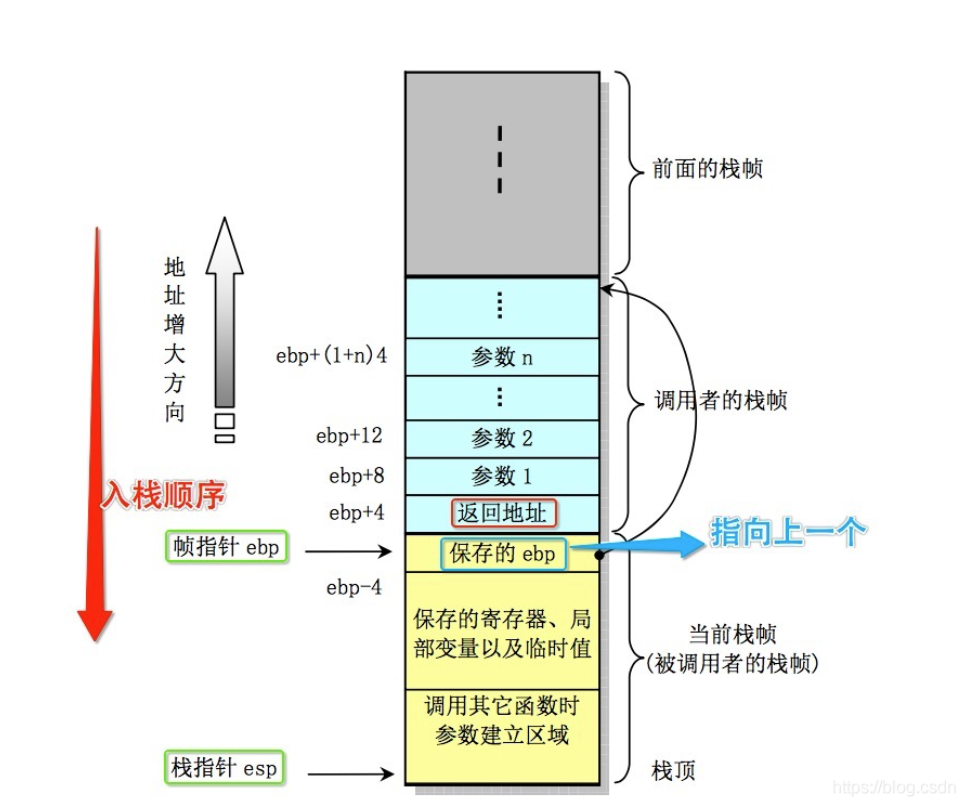 前面的栈帧
地址增大方向
ebp+(1+n)4
参数 n
调用者的栈帧
ebp+12
参数 2
ebp+8
参数 1
入栈顺序
ebp+4
返回地址
指向上一个
帧指针 ebp
保存的 ebp
ebp-4
保存的寄存器、局
部变量以及临时值
当前栈帧
(被调用者的栈帧)
调用其它函数时
参数建立区域
栈指针 esp
栈顶
https://blog.csdn